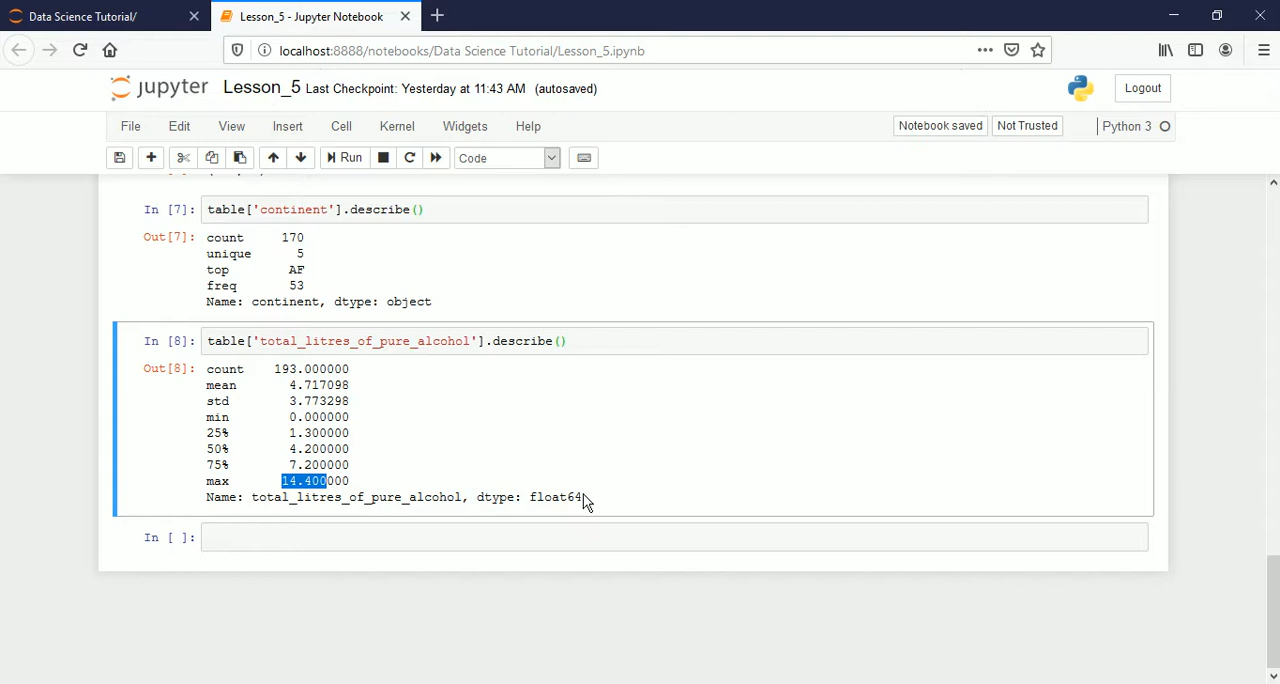 Data Science Tutorial/
Lesson_5 - Jupyter Notebook
localhost:8888/notebooks/Data Science Tutorial/Lesson_5.ipynb
jupyter Lesson_5 Last Checkpoint: Yesterday at 11:43 AM (autosaved)
Logout
File Edit View Insert Cell Kernel Widgets Help
Notebook saved Not Trusted Python 3
Run Code
In [7]: table['continent'].describe()
Out[7]: count 170
unique 5
top AF
freq 53
Name: continent, dtype: object
In [8]: table['total_litres_of_pure_alcohol'].describe()
Out[8]: count 193.000000
mean 4.717098
std 3.773298
min 0.000000
25% 1.300000
50% 4.200000
75% 7.200000
max 14.400000
Name: total_litres_of_pure_alcohol, dtype: float64
In [ ]: